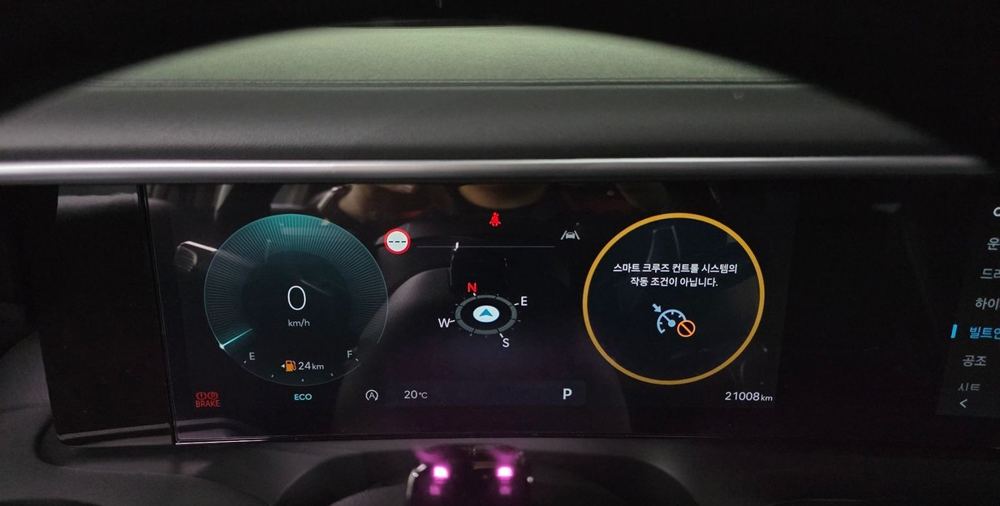 스마트 크루즈 컨트롤 시스템의
작동 조건이 아닙니다.
N
E
W
S
0
km/h
E
F
24km
BRAKE
ECO
A
20°C
P
21008 km
운
드라
하이
빌트인
공조
시트